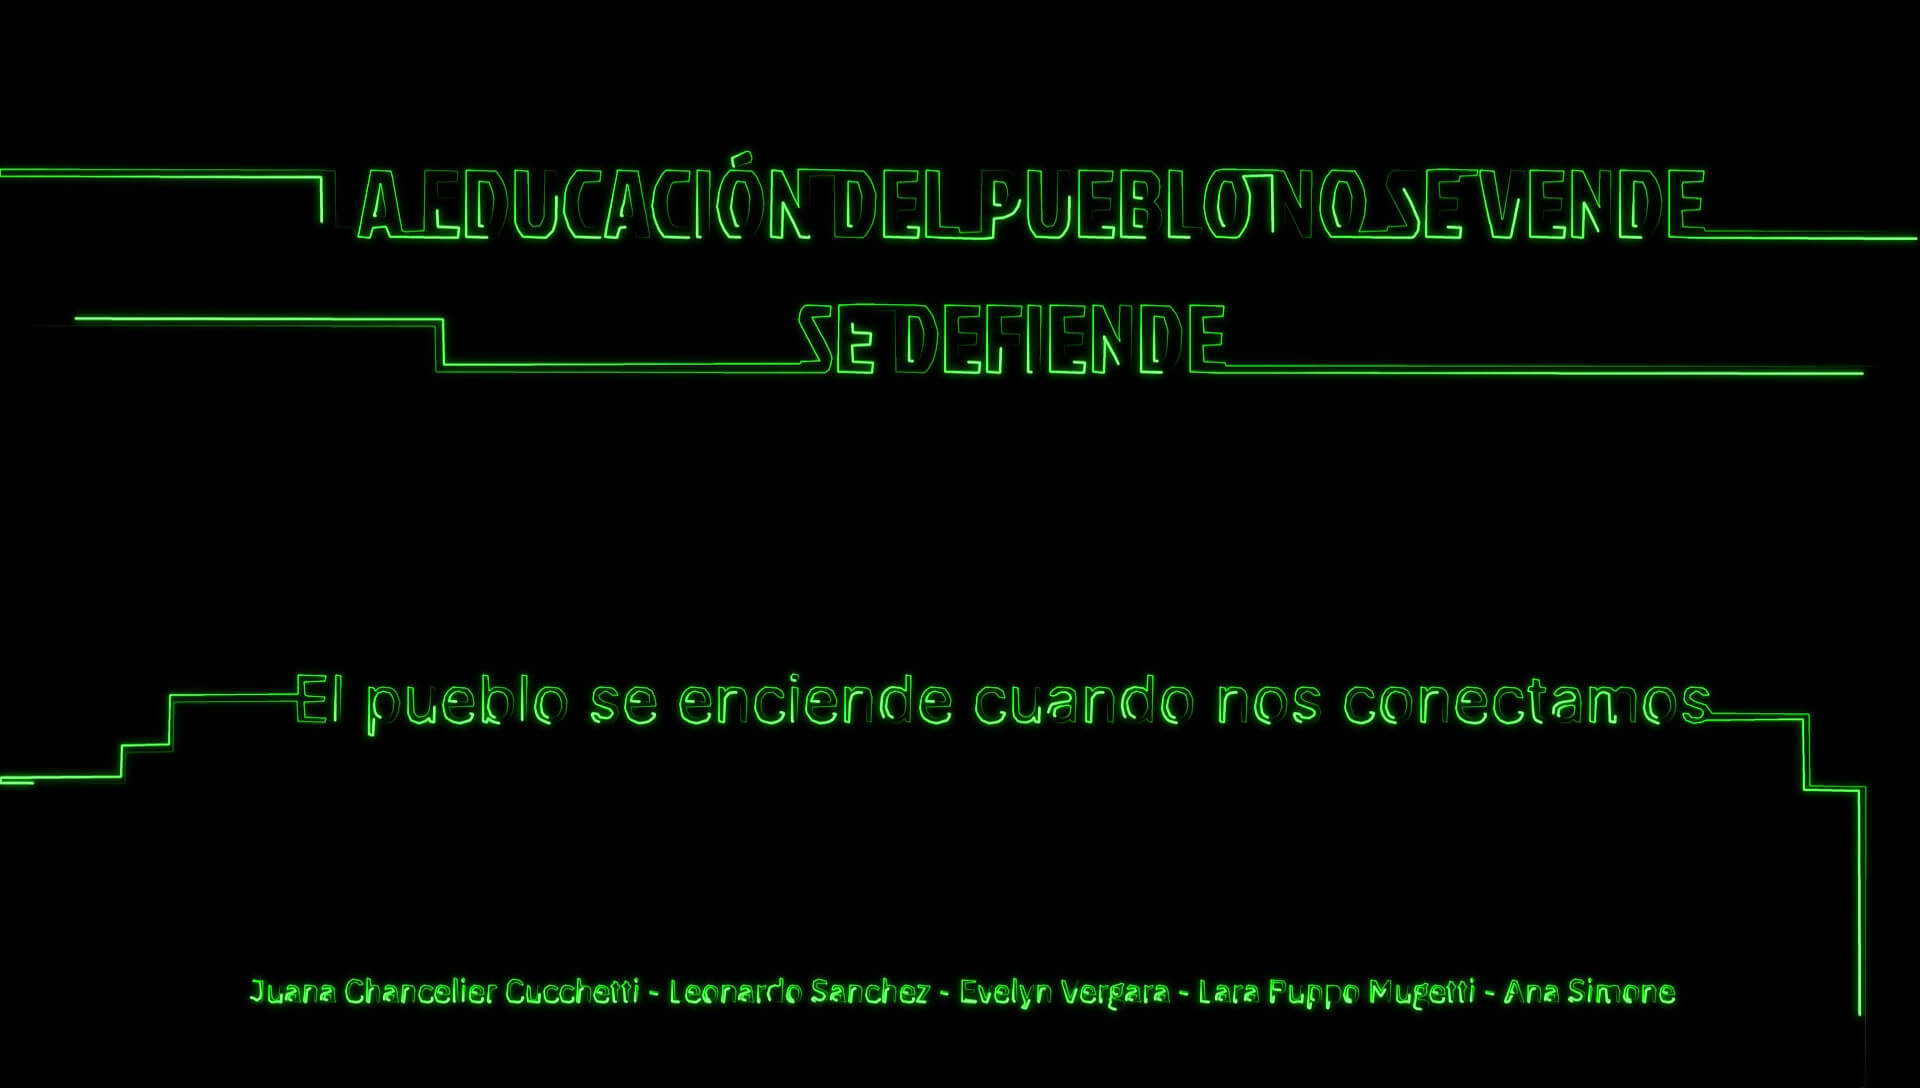 LA EDUCACIÓN DEL PUEBLO NO SE VENDE
SE DEFIENDE
El pueblo se enciende cuando nos conectamos
Juana Chancelier Cucchetti - Leonardo Sanchez - Evelyn Vergara - Lara Puppo Mugetti - Ana Simone